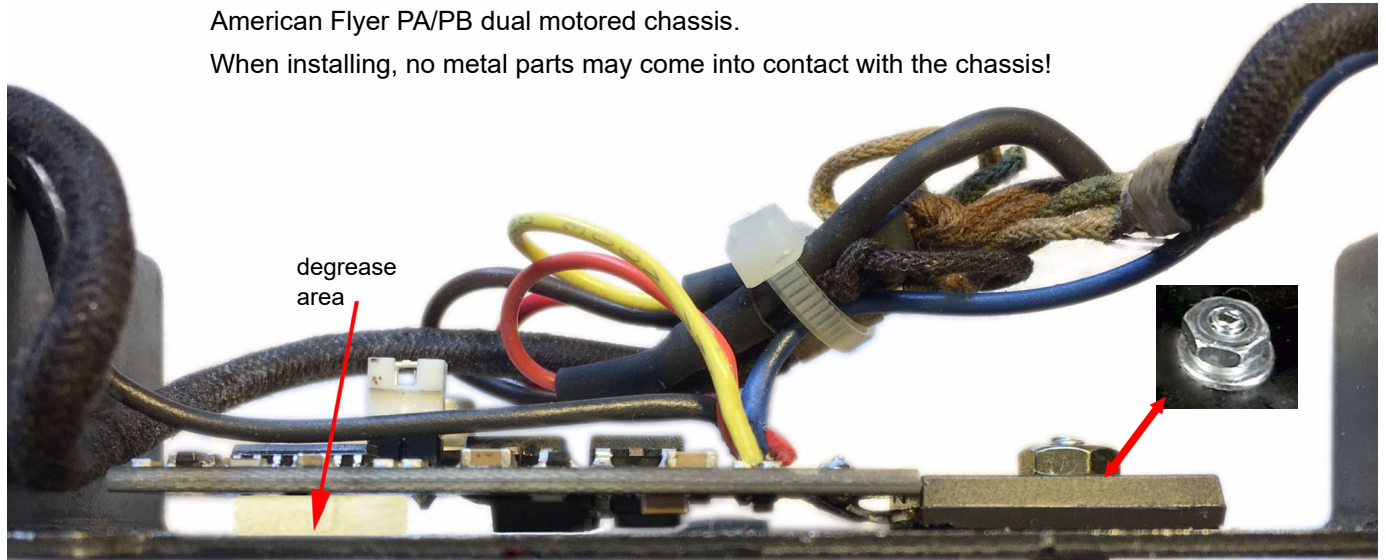 American Flyer PA/PB dual motored chassis.
When installing, no metal parts may come into contact with the chassis!
degrease
area